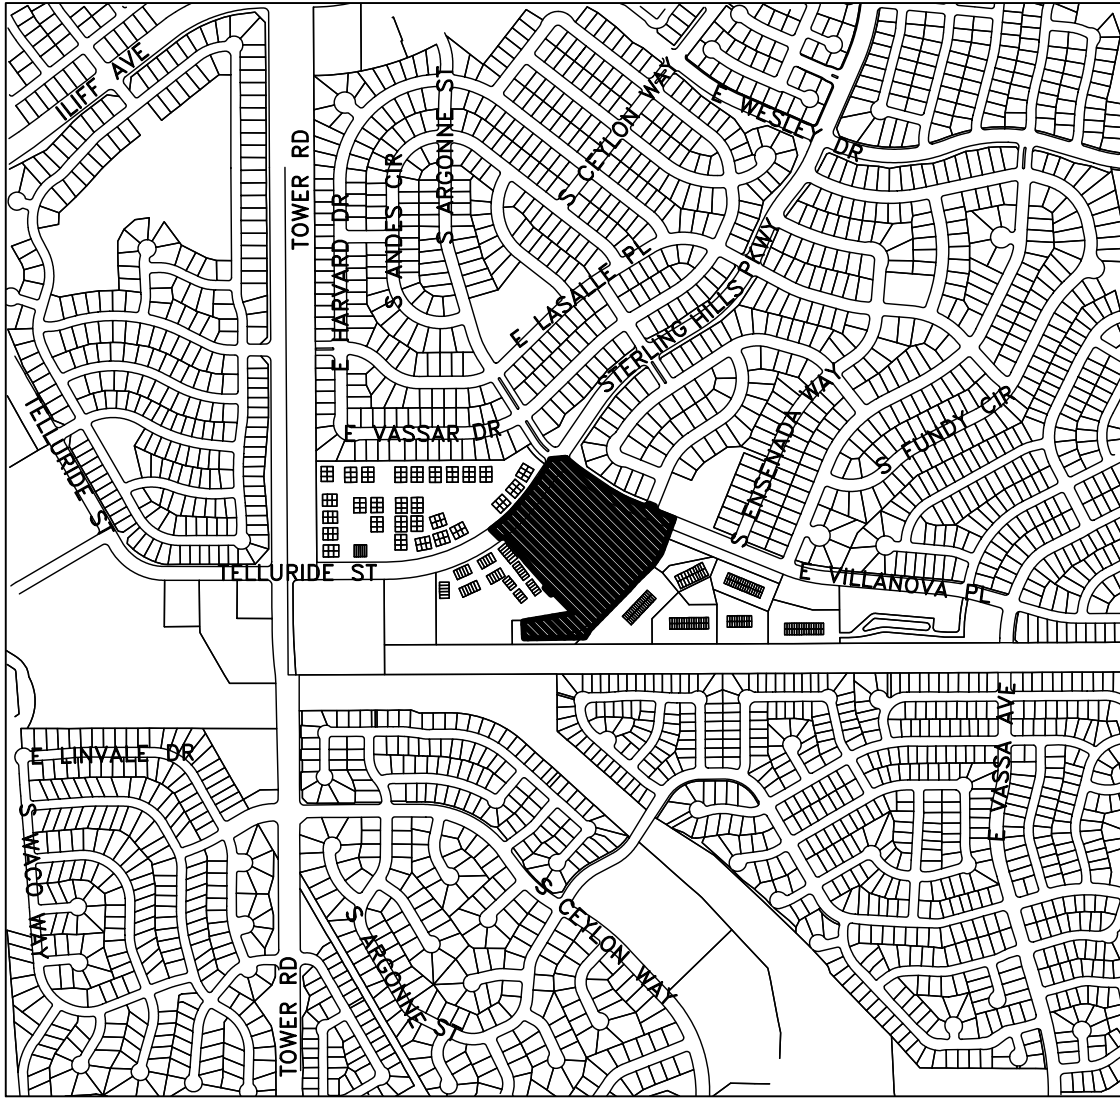 ILIFF AVE
E WESLEY DR
S CEYLON WAY
S ARGONNE ST
TOWER RD
S ANDES CIR
E HARVARD DR
E LASALLE PL
STERLING HILLS PKWY
TELLURIDE ST
E VASSAR DR
S ENSENADA WAY
S FUNDY CIR
TELLURIDE ST
E VILLANOVA PL
E LINVALE DR
E VASSA AVE
S WACO WAY
S CEYLON WAY
S ARGONNE ST
TOWER RD